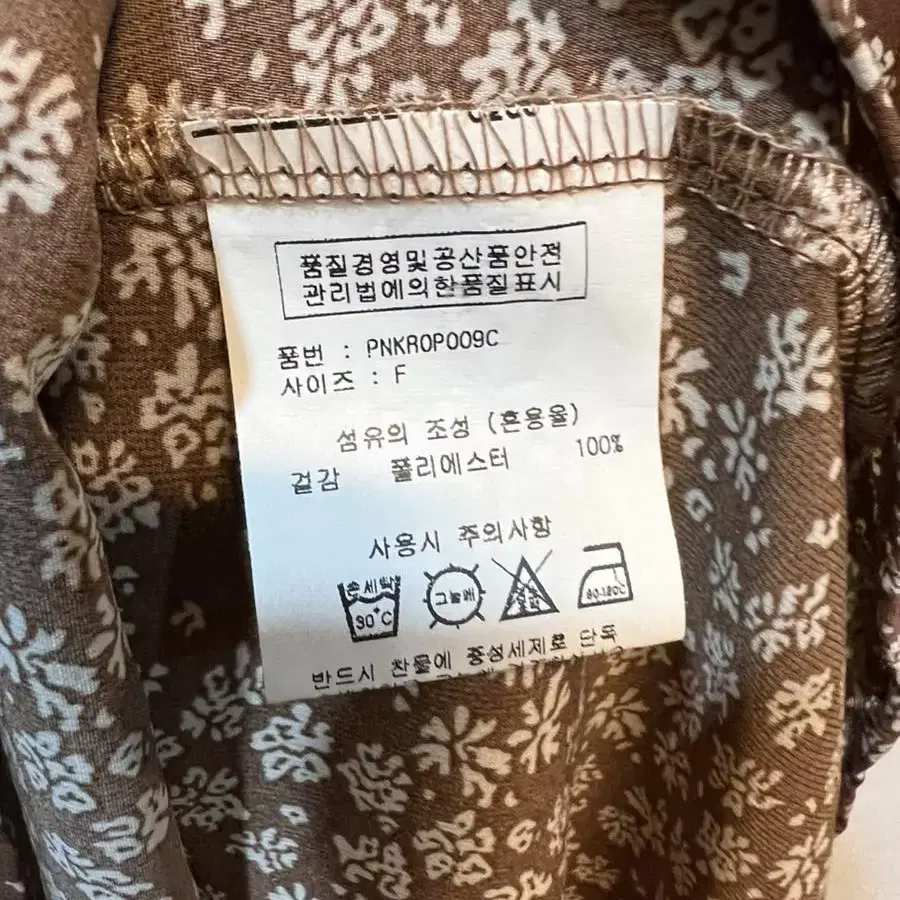 품질경영및공산품안전
관리법에의한품질표시
품번 : PNKROP009C
사이즈 : F
섬유의 조성 (혼용율)
겉감 폴리에스터 100%
사용시 주의사항
손세탁
30°C
그늘에
80-120C
반드시 찬물에 중성세제로 단독